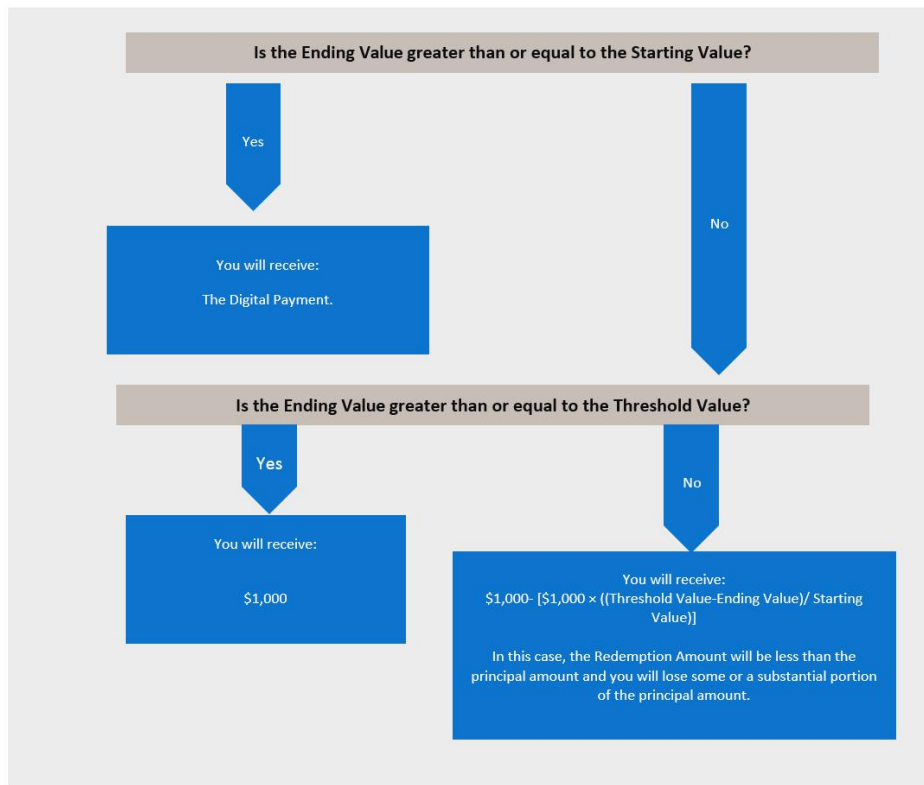 Is the Ending Value greater than or equal to the Starting Value?
Yes
No
You will receive:
The Digital Payment.
Is the Ending Value greater than or equal to the Threshold Value?
Yes
No
You will receive:
$1,000
You will receive:
$1,000- [$1,000 × ((Threshold Value-Ending Value)/ Starting
Value)]
In this case, the Redemption Amount will be less than the
principal amount and you will lose some or a substantial portion
of the principal amount.